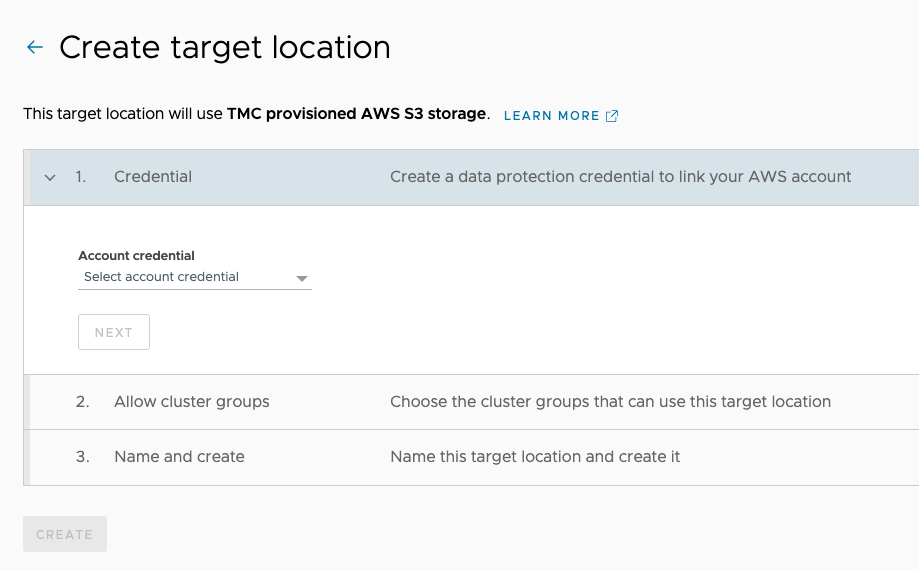 Create target location
This target location will use TMC provisioned AWS S3 storage. LEARN MORE
1. Credential Create a data protection credential to link your AWS account
Account credential
Select account credential
NEXT
2. Allow cluster groups Choose the cluster groups that can use this target location
3. Name and create Name this target location and create it
CREATE